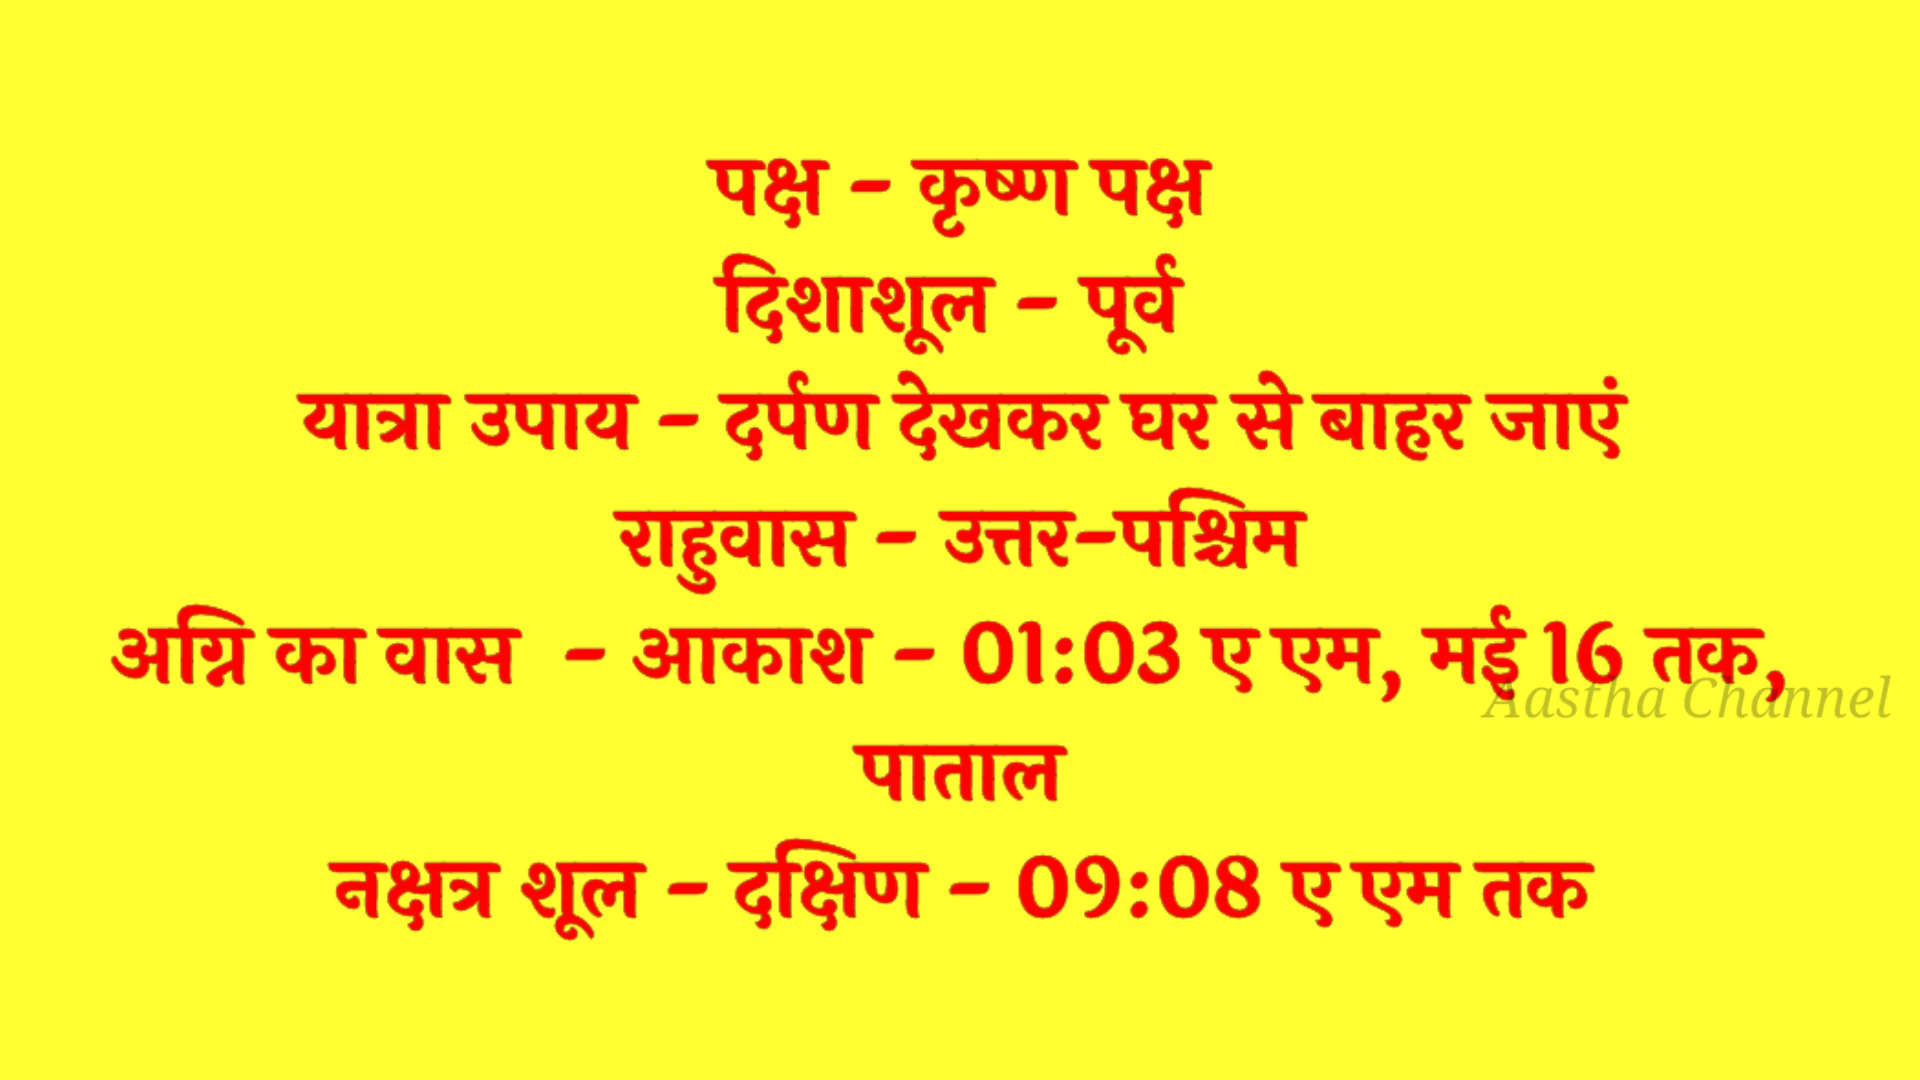 पक्ष - कृष्ण पक्ष
दिशाशूल - पूर्व
यात्रा उपाय - दर्पण देखकर घर से बाहर जाएं
राहुवास - उत्तर-पश्चिम
अग्नि का वास - आकाश - 01:03 ए एम, मई 16 तक,
Aastha Channel
पाताल
नक्षत्र शूल - दक्षिण - 09:08 ए एम तक